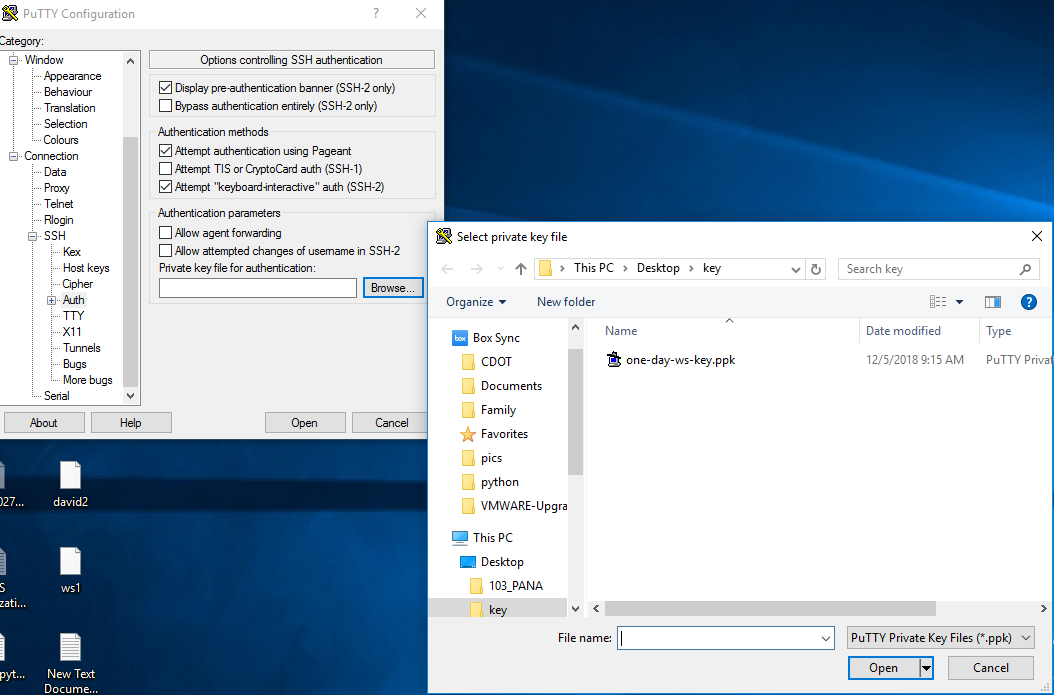 PuTTY Configuration
?
Category:
Window
Appearance
Behaviour
Translation
Selection
Colours
Connection
Data
Proxy
Telnet
Rlogin
SSH
Kex
Host keys
Cipher
Auth
TTY
X11
Tunnels
Bugs
More bugs
Serial
Options controlling SSH authentication
Display pre-authentication banner (SSH-2 only)
Bypass authentication entirely (SSH-2 only)
Authentication methods
Attempt authentication using Pageant
Attempt TIS or CryptoCard auth (SSH-1)
Attempt "keyboard-interactive" auth (SSH-2)
Authentication parameters
Allow agent forwarding
Allow attempted changes of username in SSH-2
Private key file for authentication:
Browse...
About
Help
Open
Cancel
Select private key file
This PC > Desktop > key
Search key
Organize
New folder
?
box Box Sync
CDOT
Documents
Family
Favorites
pics
python
VMWARE-Upgra
This PC
Desktop
103_PANA
key
Name
Date modified
Type
one-day-ws-key.ppk
12/5/2018 9:15 AM
PuTTY Priva
File name:
PuTTY Private Key Files (*.ppk)
Open
Cancel
027...
david2
S
zati...
ws1
pyt...
New Text
Docume...